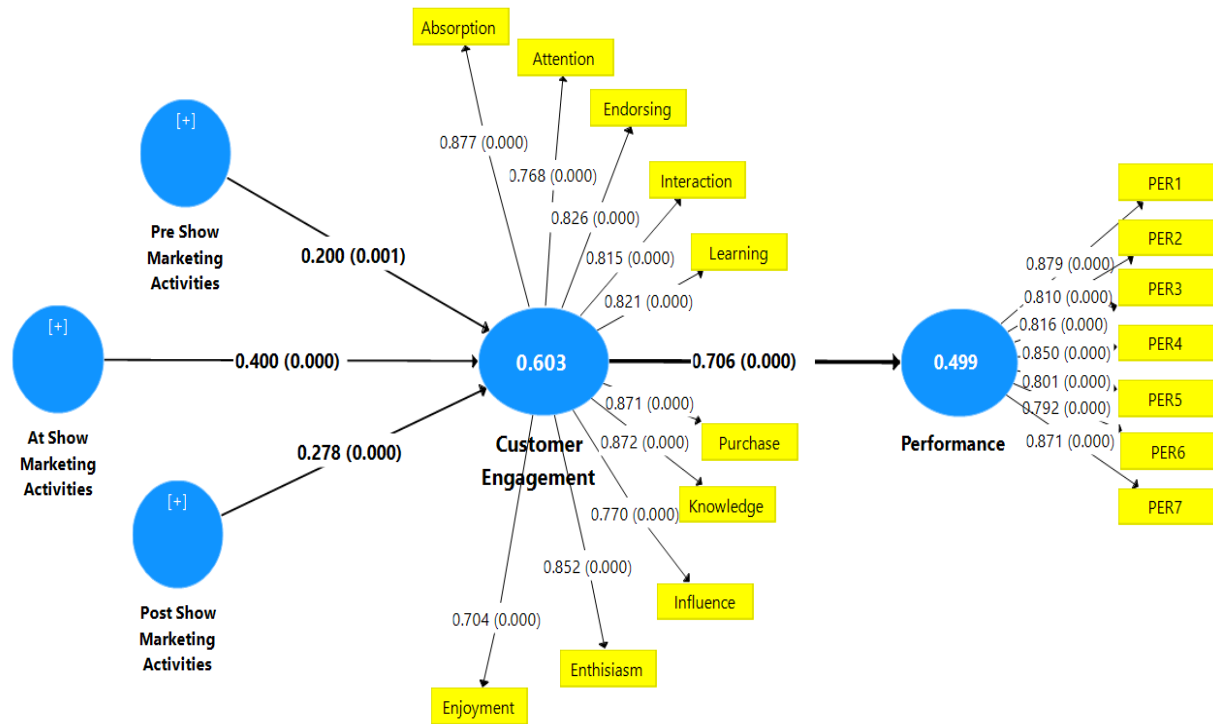 Absorption
Attention
Endorsing
Interaction
Learning
0.877 (0.000)
0.768 (0.000)
0.826 (0.000)
0.815 (0.000)
0.821 (0.000)
[+]
Pre Show
Marketing
Activities
0.200 (0.001)
[+]
At Show
Marketing
Activities
0.400 (0.000)
[+]
Post Show
Marketing
Activities
0.278 (0.000)
0.603
Customer
Engagement
0.706 (0.000)
0.499
Performance
0.871 (0.000)
0.872 (0.000)
0.770 (0.000)
0.852 (0.000)
0.704 (0.000)
Purchase
Knowledge
Influence
Enthisiasm
Enjoyment
0.879 (0.000)
0.810 (0.000)
0.816 (0.000)
0.850 (0.000)
0.801 (0.000)
0.792 (0.000)
0.871 (0.000)
PER1
PER2
PER3
PER4
PER5
PER6
PER7